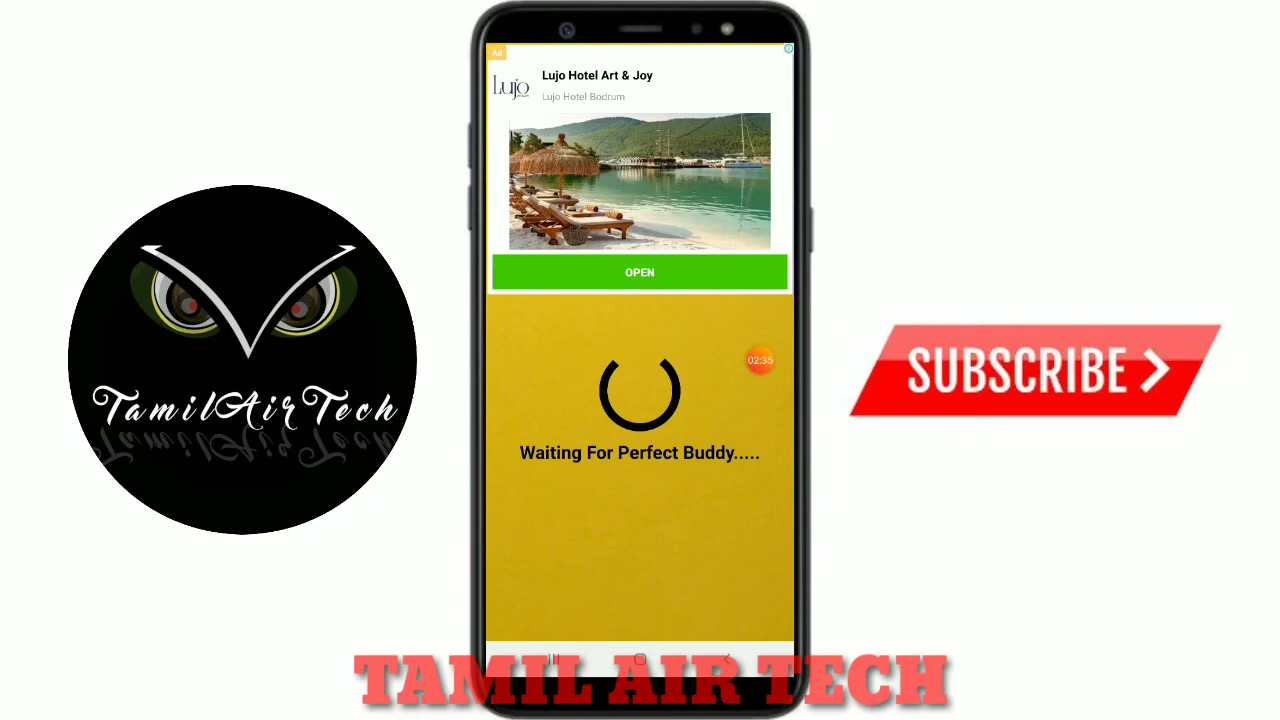 Ad
Lujo
Lujo Hotel Art & Joy
Lujo Hotel Bodrum
OPEN
02:35
Waiting For Perfect Buddy.....
TamilAirTech
SUBSCRIBE >
TAMIL AIR TECH